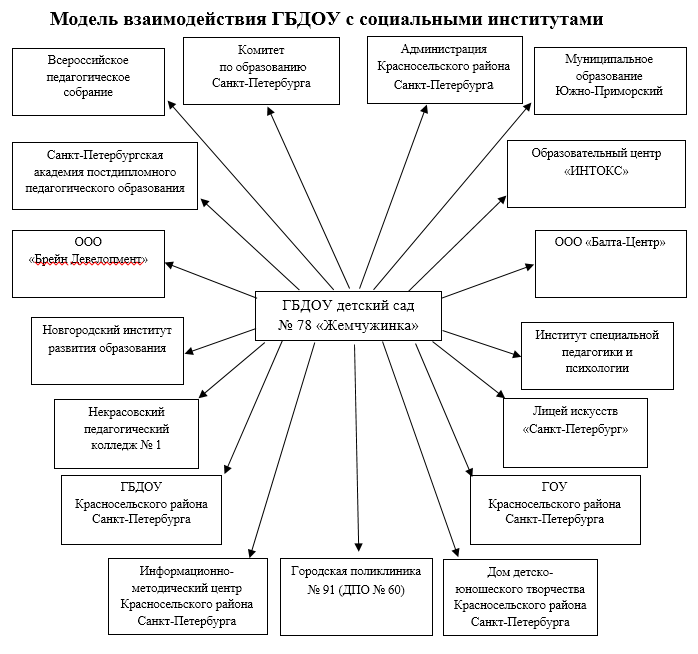 Модель взаимодействия ГБДОУ с социальными институтами
Всероссийское
педагогическое
собрание
Комитет
по образованию
Санкт-Петербурга
Администрация
Красносельского района
Санкт-Петербурга
Муниципальное
образование
Южно-Приморский
Санкт-Петербургская
академия постдипломного
педагогического образования
Образовательный центр
«ИНТОКС»
ООО
«Брейн Девелопмент»
ООО «Балта-Центр»
ГБДОУ детский сад
№ 78 «Жемчужинка»
Новгородский институт
развития образования
Институт специальной
педагогики и
психологии
Некрасовский
педагогический
колледж № 1
Лицей искусств
«Санкт-Петербург»
ГБДОУ
Красносельского района
Санкт-Петербурга
ГОУ
Красносельского района
Санкт-Петербурга
Информационно-
методический центр
Красносельского района
Санкт-Петербурга
Городская поликлиника
№ 91 (ДПО № 60)
Дом детско-
юношеского творчества
Красносельского района
Санкт-Петербурга